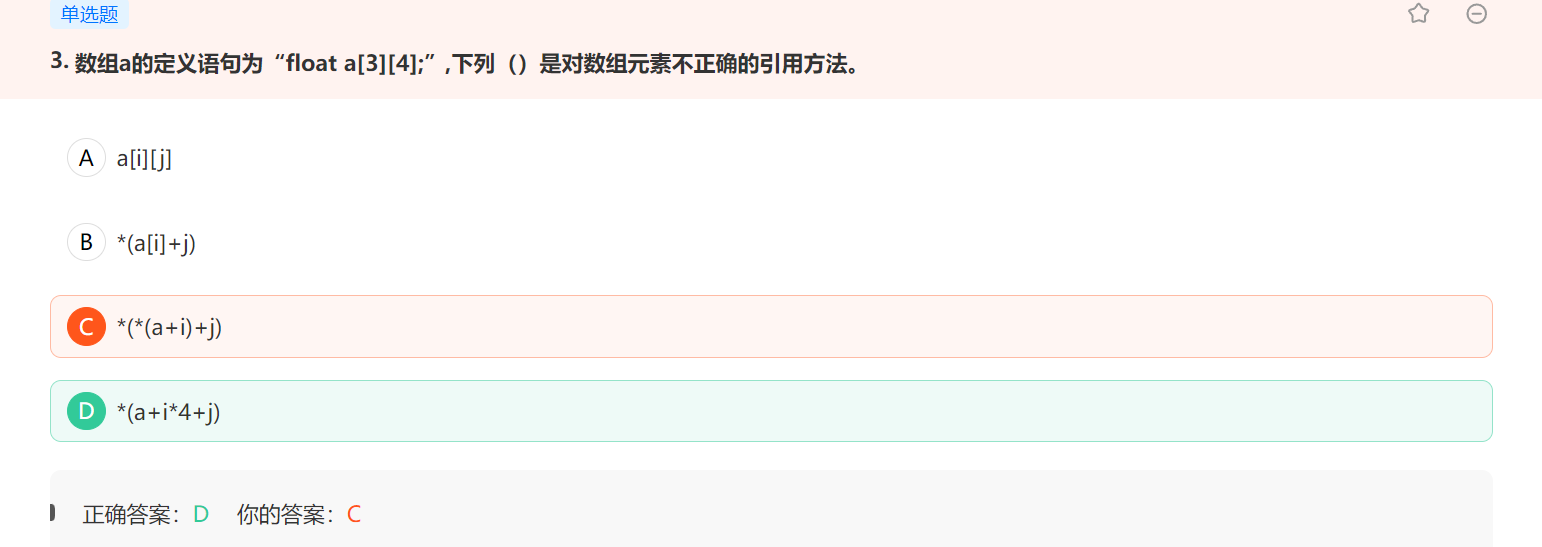 单选题
3. 数组a的定义语句为“float a[3][4];”,下列（）是对数组元素不正确的引用方法。
A a[i][j]
B *(a[i]+j)
C *(*(a+i)+j)
D *(a+i*4+j)
正确答案：D 你的答案：C